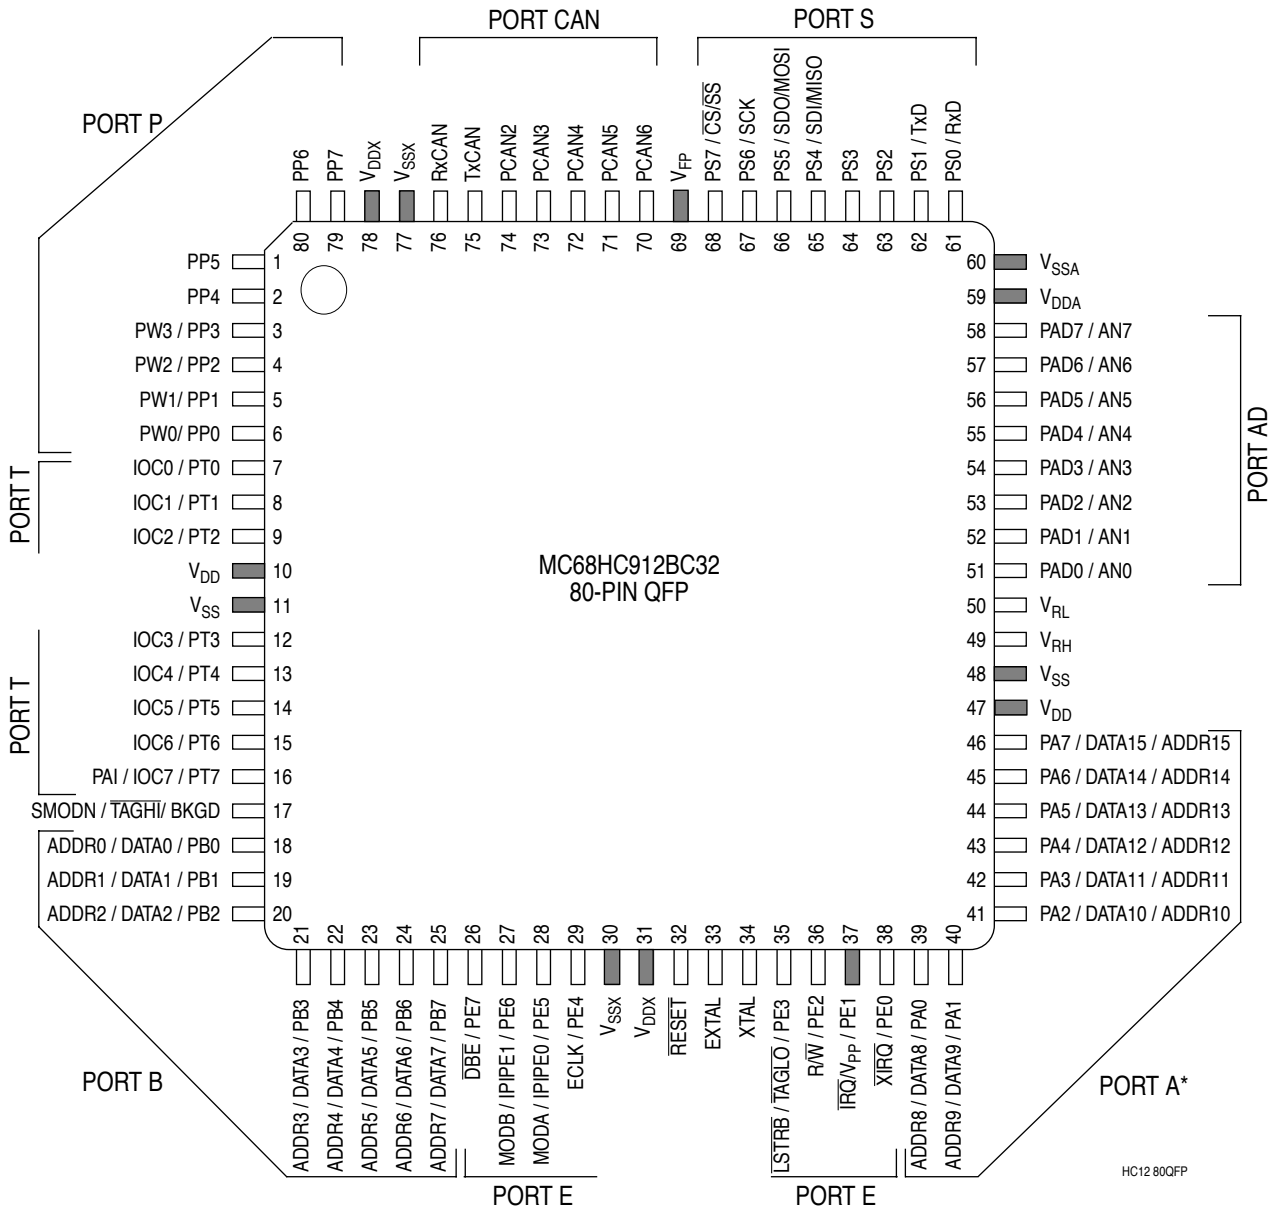 PORT CAN
PORT S
PORT P
PP6
PP7
VDDX
VSSX
RxCAN
TxCAN
PCAN2
PCAN3
PCAN4
PCAN5
PCAN6
VFP
PS7 / CS/SS
PS6 / SCK
PS5 / SDO/MOSI
PS4 / SDI/MISO
PS3
PS2
PS1 / TxD
PS0 / RxD
80
79
78
77
76
75
74
73
72
71
70
69
68
67
66
65
64
63
62
61
PP5 1
PP4 2
PW3 / PP3 3
PW2 / PP2 4
PW1/ PP1 5
PW0/ PP0 6
IOC0 / PT0 7
IOC1 / PT1 8
IOC2 / PT2 9
VDD 10
VSS 11
IOC3 / PT3 12
IOC4 / PT4 13
IOC5 / PT5 14
IOC6 / PT6 15
PAI / IOC7 / PT7 16
SMODN / TAGHI/ BKGD 17
ADDR0 / DATA0 / PB0 18
ADDR1 / DATA1 / PB1 19
ADDR2 / DATA2 / PB2 20
PORT T
PORT T
MC68HC912BC32
80-PIN QFP
60 VSSA
59 VDDA
58 PAD7 / AN7
57 PAD6 / AN6
56 PAD5 / AN5
55 PAD4 / AN4
54 PAD3 / AN3
53 PAD2 / AN2
52 PAD1 / AN1
51 PAD0 / AN0
50 VRL
49 VRH
48 VSS
47 VDD
46 PA7 / DATA15 / ADDR15
45 PA6 / DATA14 / ADDR14
44 PA5 / DATA13 / ADDR13
43 PA4 / DATA12 / ADDR12
42 PA3 / DATA11 / ADDR11
41 PA2 / DATA10 / ADDR10
PORT AD
21
22
23
24
25
26
27
28
29
30
31
32
33
34
35
36
37
38
39
40
ADDR3 / DATA3 / PB3
ADDR4 / DATA4 / PB4
ADDR5 / DATA5 / PB5
ADDR6 / DATA6 / PB6
ADDR7 / DATA7 / PB7
DBE / PE7
MODB / IPIPE1 / PE6
MODA / IPIPE0 / PE5
ECLK / PE4
VSSX
VDDX
RESET
EXTAL
XTAL
LSTRB / TAGLO / PE3
R/W / PE2
IRQ/VPP / PE1
XIRQ / PE0
ADDR8 / DATA8 / PA0
ADDR9 / DATA9 / PA1
PORT B
PORT A*
PORT E
PORT E
HC12 80QFP